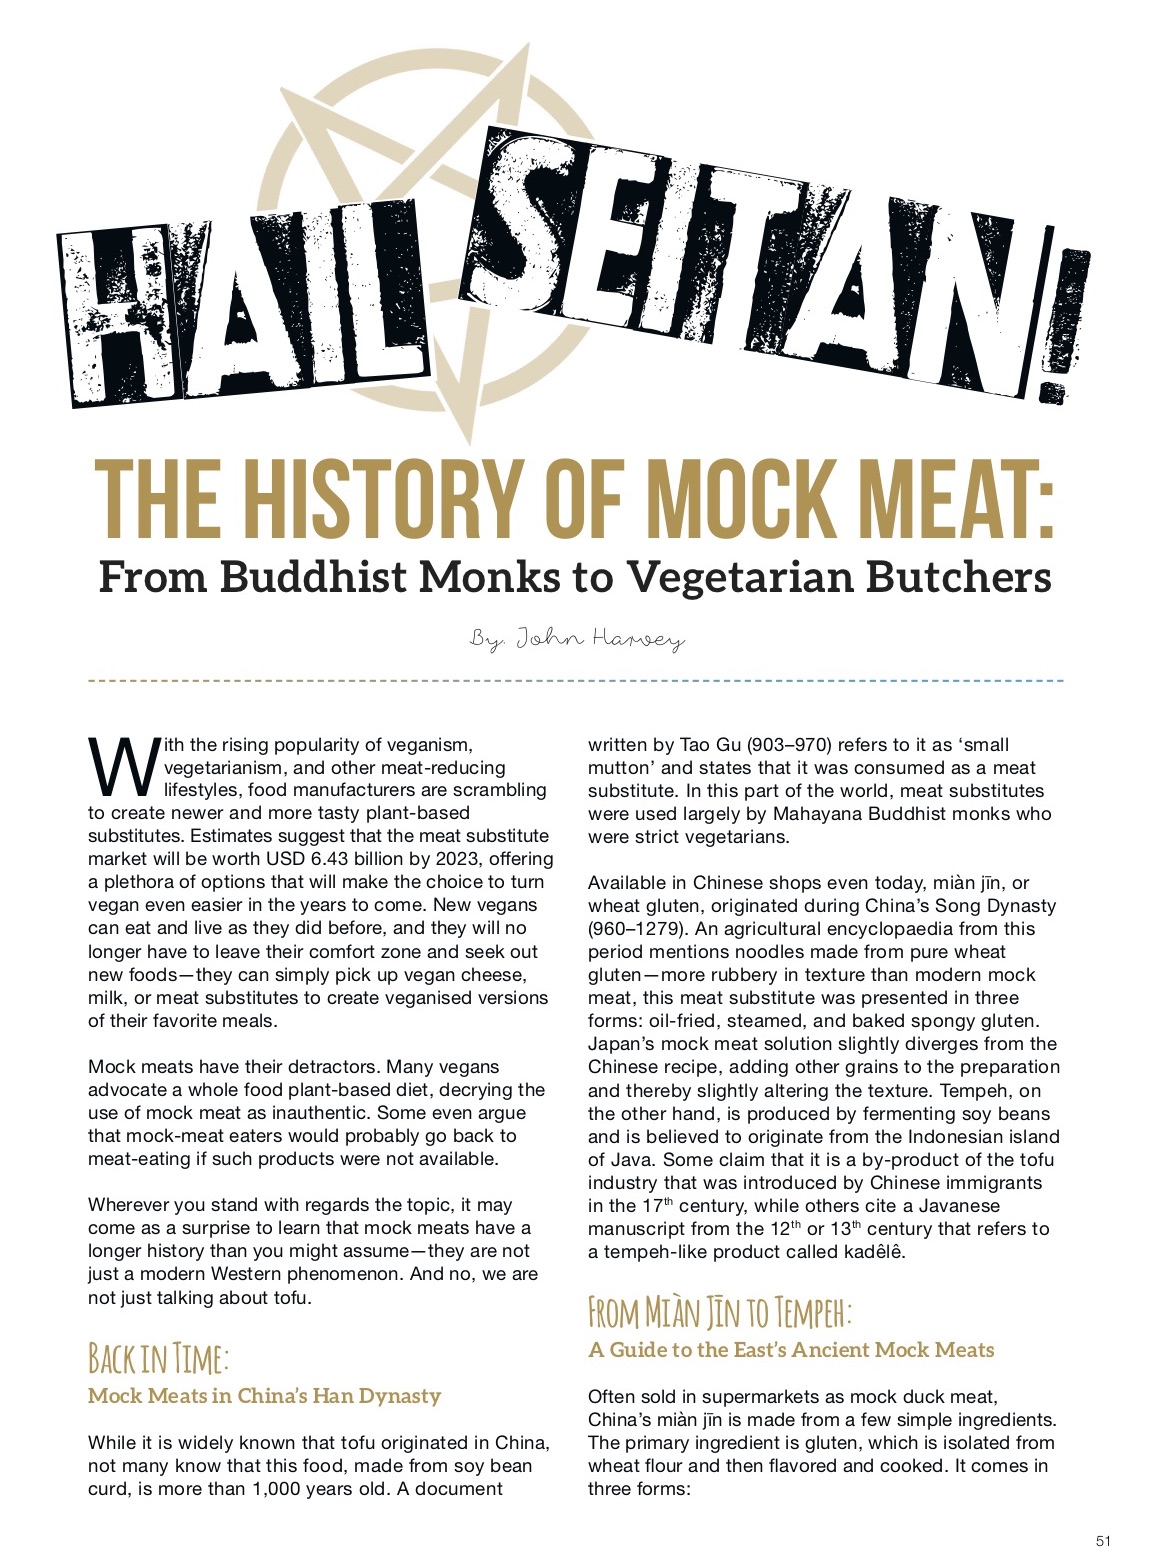 HAIL SEITAN!
THE HISTORY OF MOCK MEAT:
From Buddhist Monks to Vegetarian Butchers
By: John Harvey
With the rising popularity of veganism,
vegetarianism, and other meat-reducing
lifestyles, food manufacturers are scrambling
to create newer and more tasty plant-based
substitutes. Estimates suggest that the meat substitute
market will be worth USD 6.43 billion by 2023, offering
a plethora of options that will make the choice to turn
vegan even easier in the years to come. New vegans
can eat and live as they did before, and they will no
longer have to leave their comfort zone and seek out
new foods—they can simply pick up vegan cheese,
milk, or meat substitutes to create veganised versions
of their favorite meals.
Mock meats have their detractors. Many vegans
advocate a whole food plant-based diet, decrying the
use of mock meat as inauthentic. Some even argue
that mock-meat eaters would probably go back to
meat-eating if such products were not available.
Wherever you stand with regards the topic, it may
come as a surprise to learn that mock meats have a
longer history than you might assume—they are not
just a modern Western phenomenon. And no, we are
not just talking about tofu.
BACK IN TIME:
Mock Meats in China's Han Dynasty
While it is widely known that tofu originated in China,
not many know that this food, made from soy bean
curd, is more than 1,000 years old. A document
written by Tao Gu (903–970) refers to it as ‘small
mutton’ and states that it was consumed as a meat
substitute. In this part of the world, meat substitutes
were used largely by Mahayana Buddhist monks who
were strict vegetarians.
Available in Chinese shops even today, miàn jīn, or
wheat gluten, originated during China’s Song Dynasty
(960–1279). An agricultural encyclopaedia from this
period mentions noodles made from pure wheat
gluten—more rubbery in texture than modern mock
meat, this meat substitute was presented in three
forms: oil-fried, steamed, and baked spongy gluten.
Japan’s mock meat solution slightly diverges from the
Chinese recipe, adding other grains to the preparation
and thereby slightly altering the texture. Tempeh, on
the other hand, is produced by fermenting soy beans
and is believed to originate from the Indonesian island
of Java. Some claim that it is a by-product of the tofu
industry that was introduced by Chinese immigrants
in the 17th century, while others cite a Javanese
manuscript from the 12th or 13th century that refers to
a tempeh-like product called kadêlê.
FROM MIÀN JĪN TO TEMPEH:
A Guide to the East’s Ancient Mock Meats
Often sold in supermarkets as mock duck meat,
China’s miàn jīn is made from a few simple ingredients.
The primary ingredient is gluten, which is isolated from
wheat flour and then flavored and cooked. It comes in
three forms:
51